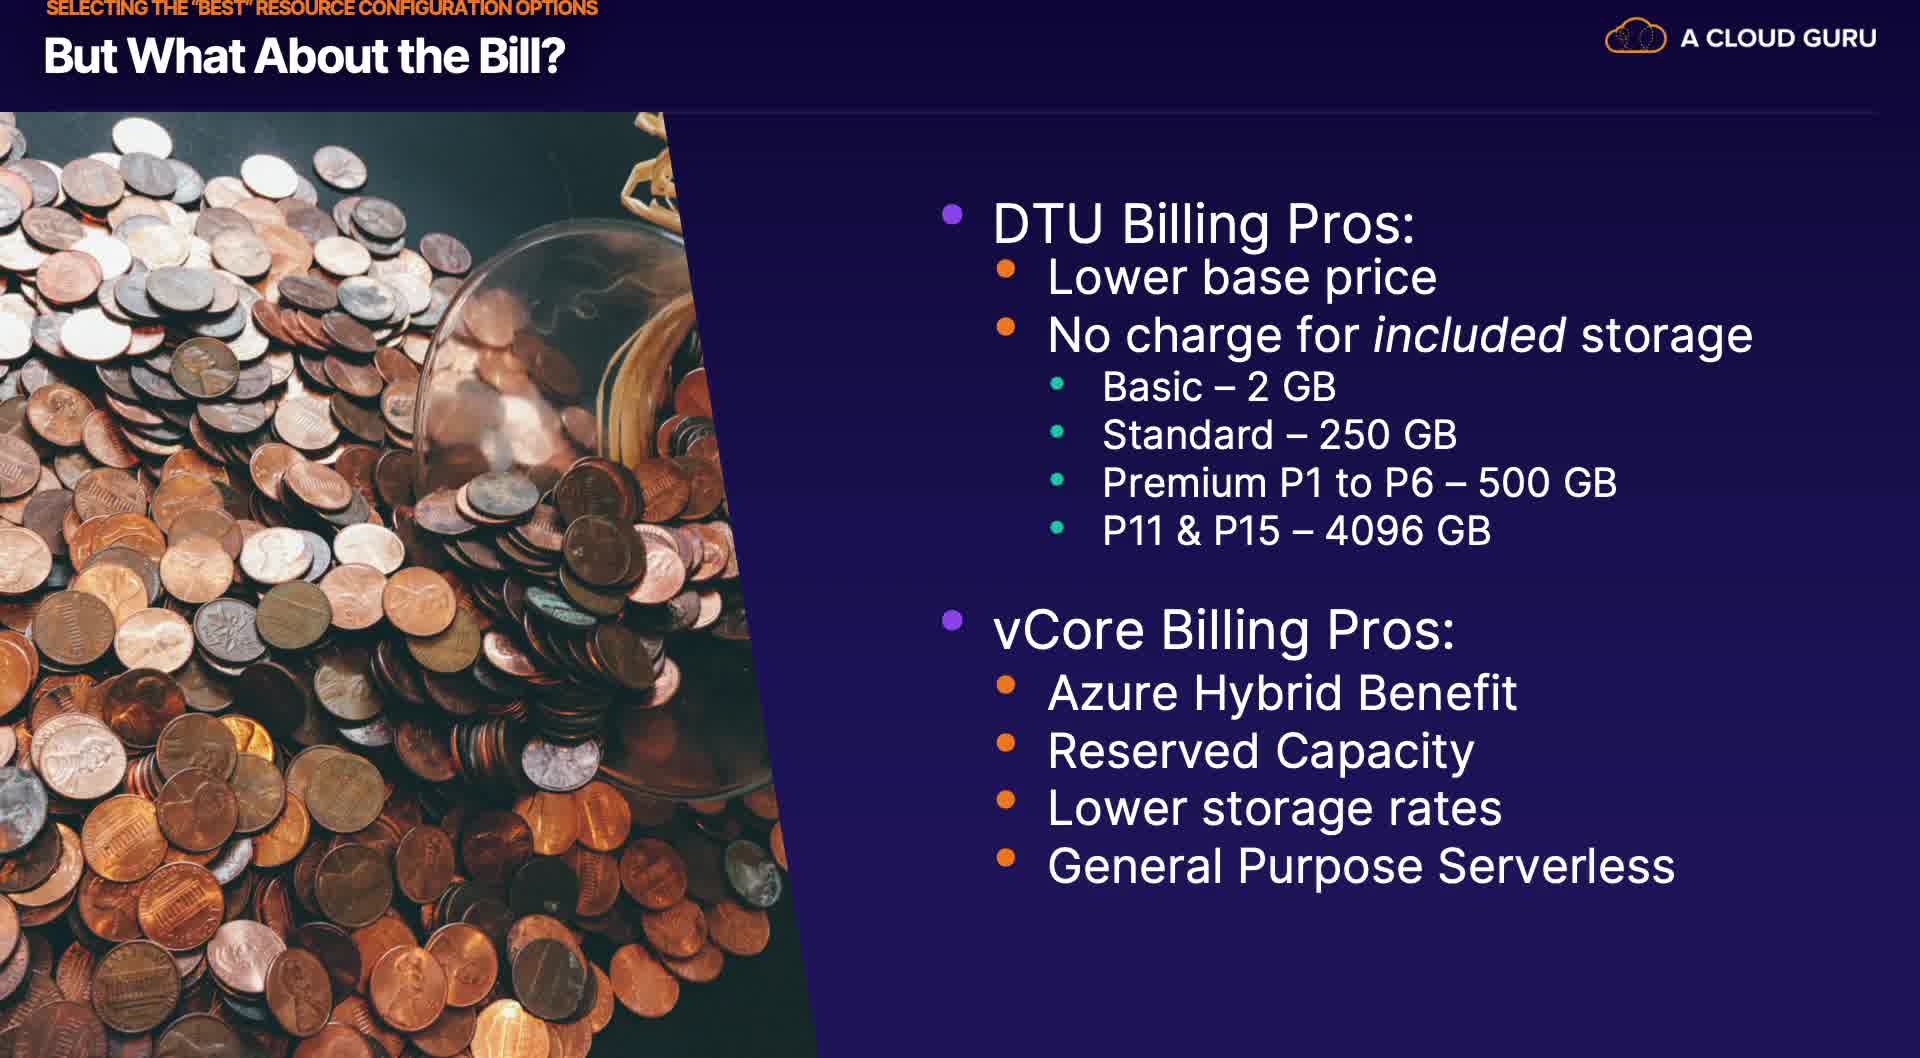 SELECTING THE “BEST” RESOURCE CONFIGURATION OPTIONS
But What About the Bill?
A CLOUD GURU
DTU Billing Pros:
Lower base price
No charge for included storage
Basic – 2 GB
Standard – 250 GB
Premium P1 to P6 – 500 GB
P11 & P15 – 4096 GB
vCore Billing Pros:
Azure Hybrid Benefit
Reserved Capacity
Lower storage rates
General Purpose Serverless